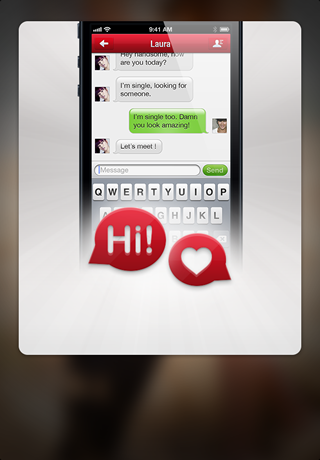 9:41 AM
Laura
Hey handsome, how
are you today?
I'm single, looking for
someone.
I'm single too. Damn
you look amazing!
Let's meet !
Message
Send
Q W E R T Y U I O P
A G H J K L
Hi!